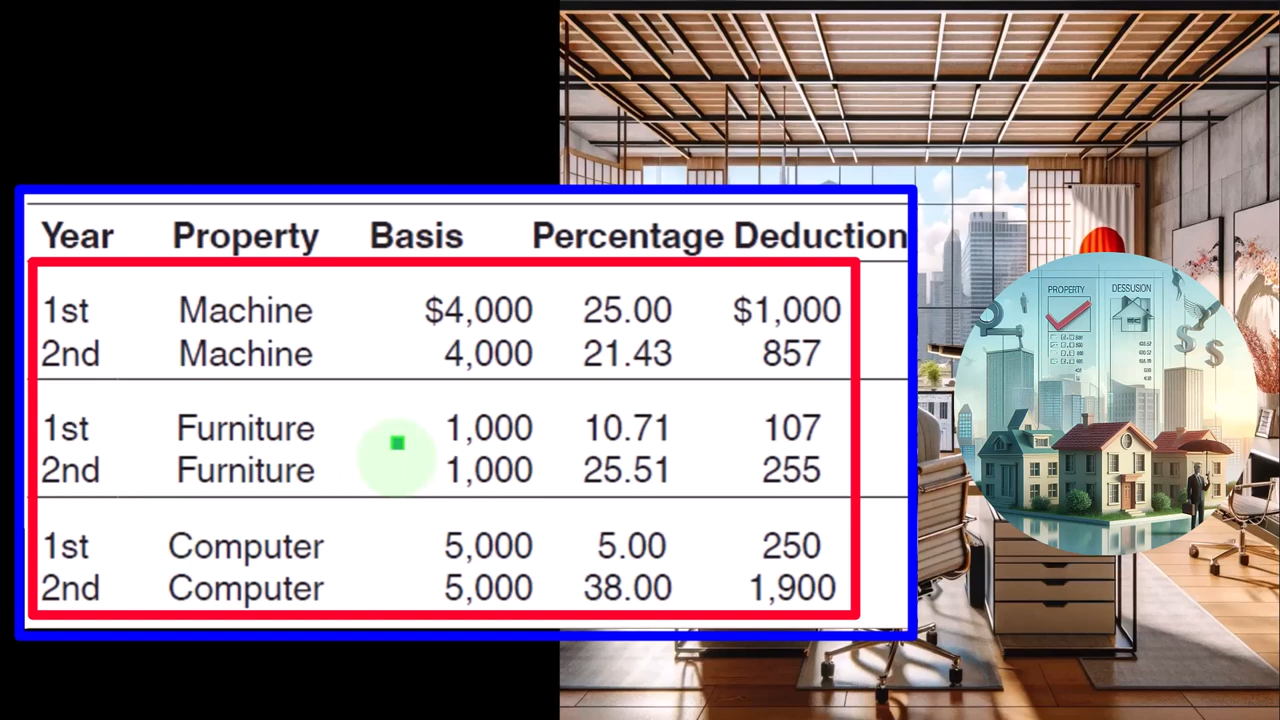 Year Property Basis Percentage Deduction
1st Machine $4,000 25.00 $1,000
2nd Machine 4,000 21.43 857
1st Furniture 1,000 10.71 107
2nd Furniture 1,000 25.51 255
1st Computer 5,000 5.00 250
2nd Computer 5,000 38.00 1,900
PROPERTY DESSUSION
$ $